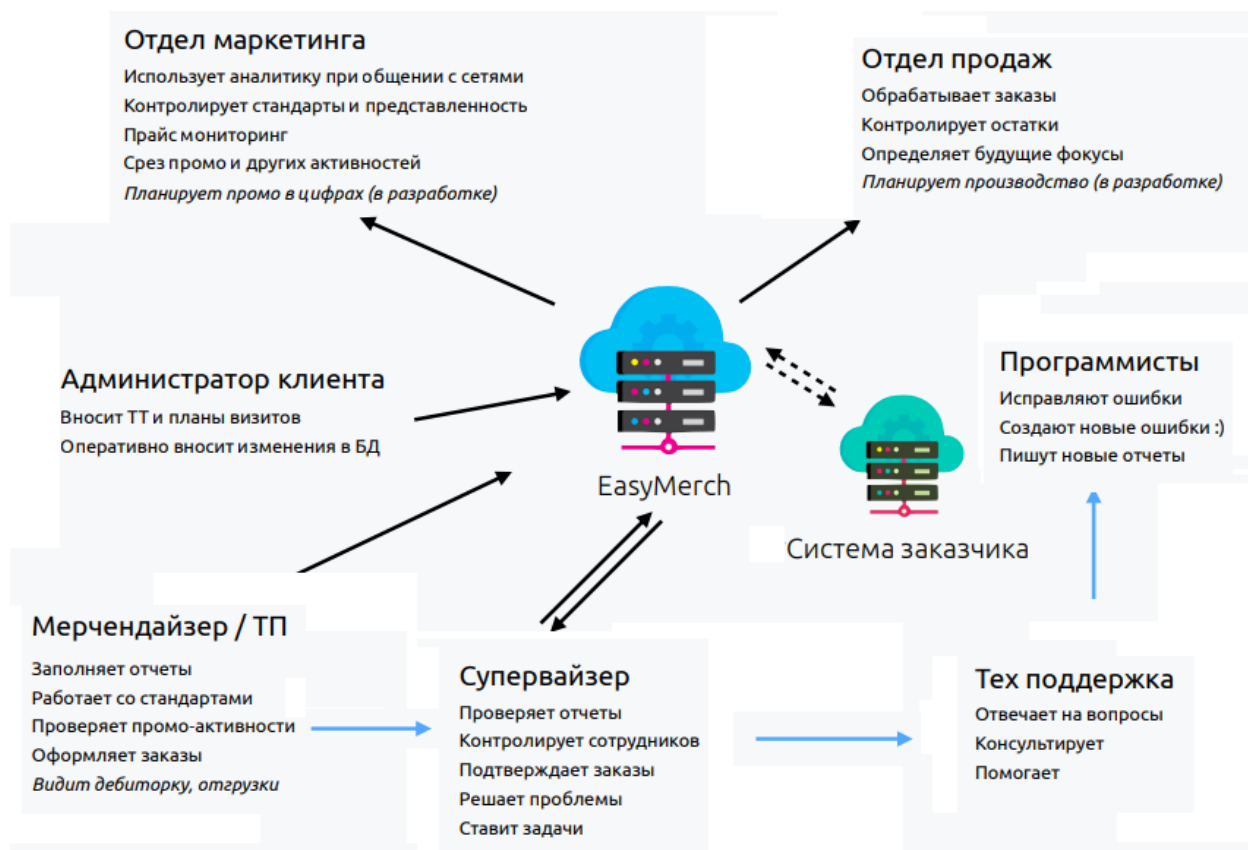 Отдел маркетинга
Использует аналитику при общении с сетями
Контролирует стандарты и представленность
Прайс мониторинг
Срез промо и других активностей
Планирует промо в цифрах (в разработке)
Отдел продаж
Обрабатывает заказы
Контролирует остатки
Определяет будущие фокусы
Планирует производство (в разработке)
Администратор клиента
Вносит ТТ и планы визитов
Оперативно вносит изменения в БД
EasyMerch
Система заказчика
Программисты
Исправляют ошибки
Создают новые ошибки :)
Пишут новые отчеты
Мерчендайзер / ТП
Заполняет отчеты
Работает со стандартами
Проверяет промо-активности
Оформляет заказы
Видит дебиторку, отгрузки
Супервайзер
Проверяет отчеты
Контролирует сотрудников
Подтверждает заказы
Решает проблемы
Ставит задачи
Тех поддержка
Отвечает на вопросы
Консультирует
Помогает